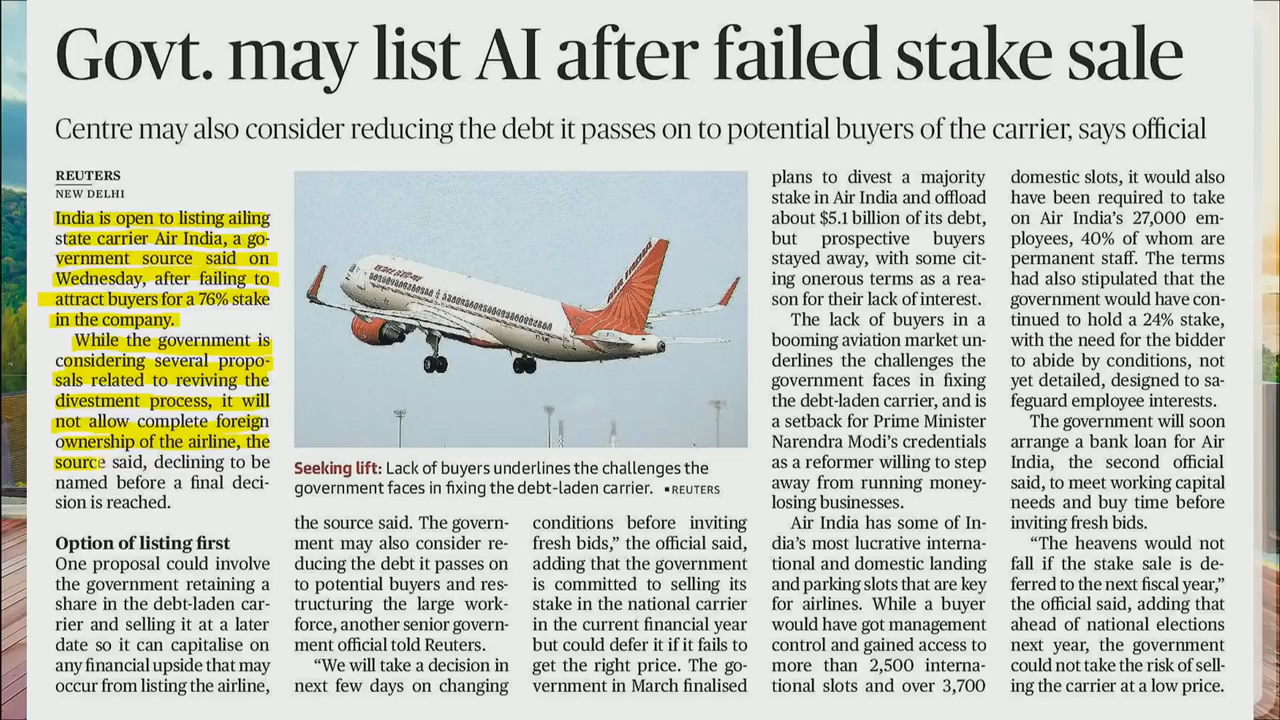 Govt. may list AI after failed stake sale
Centre may also consider reducing the debt it passes on to potential buyers of the carrier, says official
REUTERS
NEW DELHI
India is open to listing ailing
state carrier Air India, a go-
vernment source said on
Wednesday, after failing to
attract buyers for a 76% stake
in the company.
While the government is
considering several propo-
sals related to reviving the
divestment process, it will
not allow complete foreign
ownership of the airline, the
source said, declining to be
named before a final deci-
sion is reached.
Option of listing first
One proposal could involve
the government retaining a
share in the debt-laden car-
rier and selling it at a later
date so it can capitalise on
any financial upside that may
occur from listing the airline,
Seeking lift: Lack of buyers underlines the challenges the
government faces in fixing the debt-laden carrier. ▪ REUTERS
the source said. The govern-
ment may also consider re-
ducing the debt it passes on
to potential buyers and res-
tructuring the large work-
force, another senior govern-
ment official told Reuters.
“We will take a decision in
next few days on changing
conditions before inviting
fresh bids,” the official said,
adding that the government
is committed to selling its
stake in the national carrier
in the current financial year
but could defer it if it fails to
get the right price. The go-
vernment in March finalised
plans to divest a majority
stake in Air India and offload
about $5.1 billion of its debt,
but prospective buyers
stayed away, with some cit-
ing onerous terms as a rea-
son for their lack of interest.
The lack of buyers in a
booming aviation market un-
derlines the challenges the
government faces in fixing
the debt-laden carrier, and is
a setback for Prime Minister
Narendra Modi’s credentials
as a reformer willing to step
away from running money-
losing businesses.
Air India has some of In-
dia’s most lucrative interna-
tional and domestic landing
and parking slots that are key
for airlines. While a buyer
would have got management
control and gained access to
more than 2,500 interna-
tional slots and over 3,700
domestic slots, it would also
have been required to take
on Air India’s 27,000 em-
ployees, 40% of whom are
permanent staff. The terms
had also stipulated that the
government would have con-
tinued to hold a 24% stake,
with the need for the bidder
to abide by conditions, not
yet detailed, designed to sa-
feguard employee interests.
The government will soon
arrange a bank loan for Air
India, the second official
said, to meet working capital
needs and buy time before
inviting fresh bids.
“The heavens would not
fall if the stake sale is de-
ferred to the next fiscal year,”
the official said, adding that
ahead of national elections
next year, the government
could not take the risk of sell-
ing the carrier at a low price.